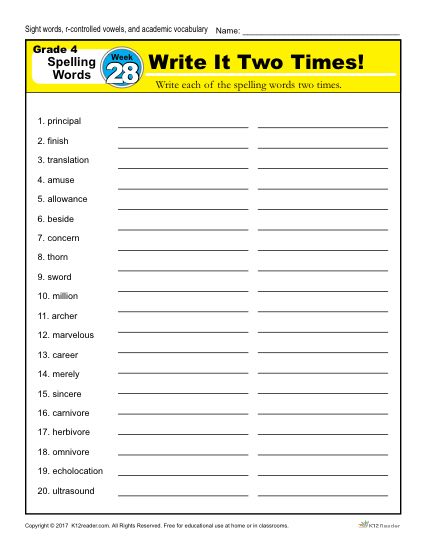 Sight words, r-controlled vowels, and academic vocabulary Name:
Grade 4
Spelling
Words
Week
28
Write It Two Times!
Write each of the spelling words two times.
1. principal
2. finish
3. translation
4. amuse
5. allowance
6. beside
7. concern
8. thorn
9. sword
10. million
11. archer
12. marvelous
13. career
14. merely
15. sincere
16. carnivore
17. herbivore
18. omnivore
19. echolocation
20. ultrasound
Copyright © 2017 K12reader.com. All Rights Reserved. Free for educational use at home or in classrooms.
K12Reader